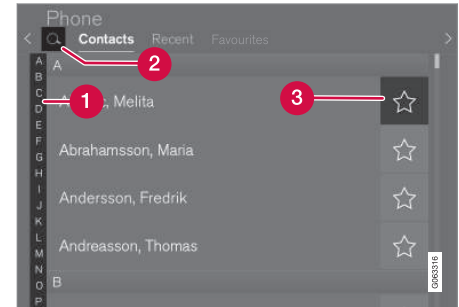 Phone
Contacts Recent Favourites
2
A
3
1
, Melita
Abrahamsson, Maria
Andersson, Fredrik
Andreasson, Thomas
B
A
B
C
D
E
F
G
H
I
J
K
L
M
N
O
P
G063316